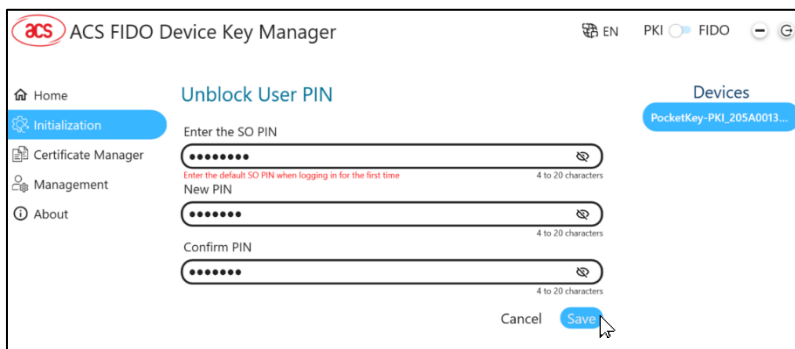 acs ACS FIDO Device Key Manager EN PKI FIDO
Home
Initialization
Certificate Manager
Management
About
Unblock User PIN
Enter the SO PIN
Enter the default SO PIN when logging in for the first time
4 to 20 characters
New PIN
4 to 20 characters
Confirm PIN
4 to 20 characters
Cancel Save
Devices
PocketKey-PKI_205A0013...